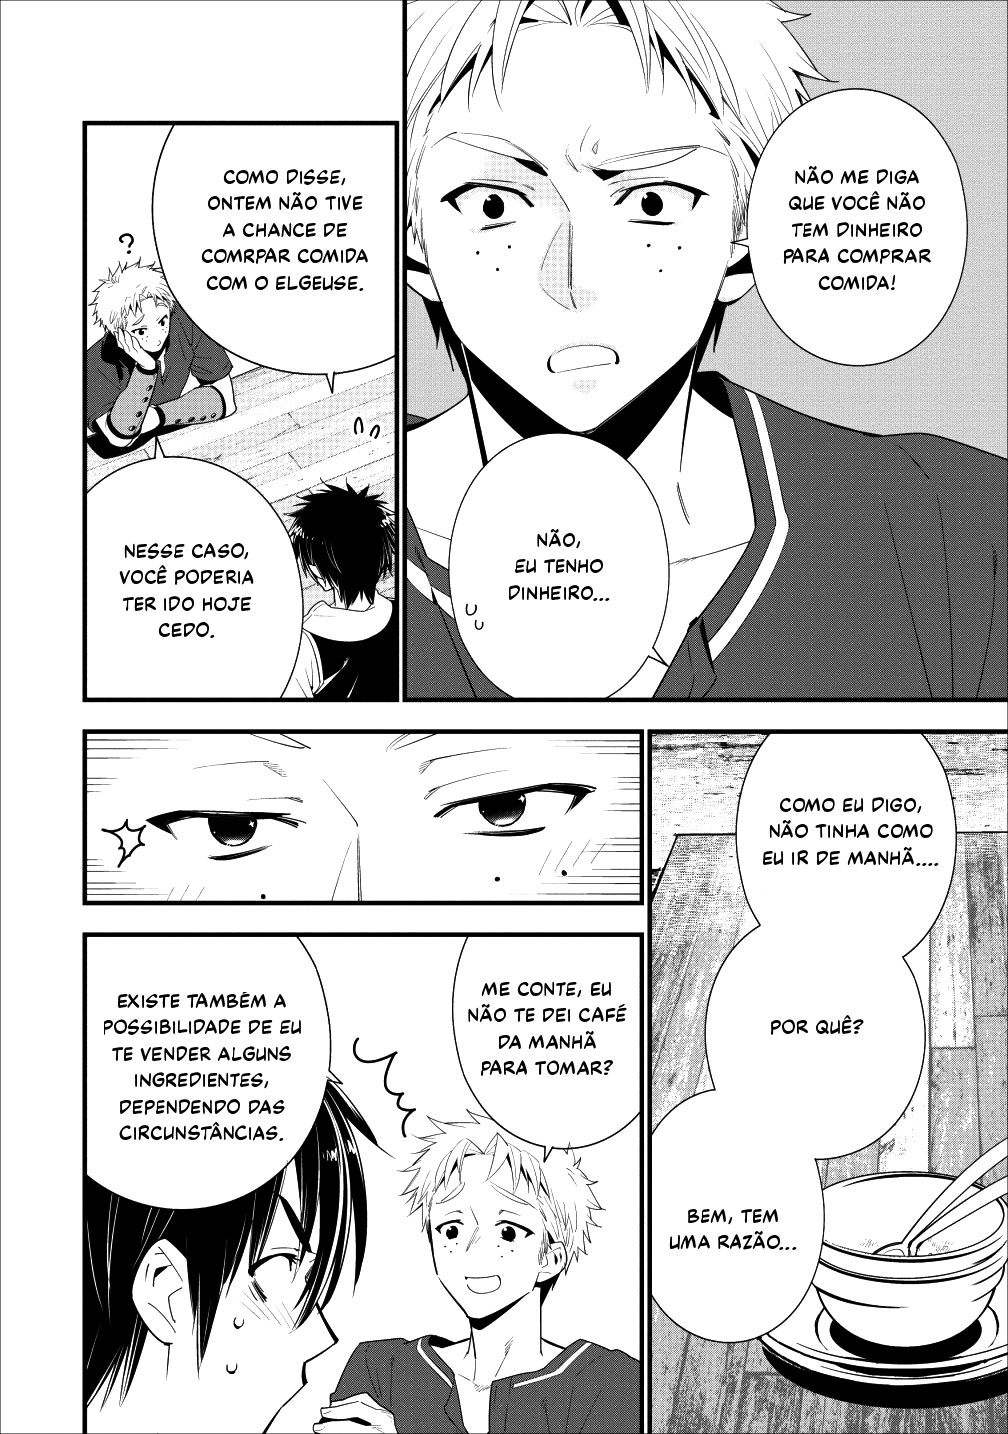 NÃO ME DIGA
QUE VOCÊ NÃO
TEM DINHEIRO
PARA COMPRAR
COMIDA!
NÃO,
EU TENHO
DINHEIRO...
COMO DISSE,
ONTEM NÃO TIVE
A CHANCE DE
COMRPAR COMIDA
COM O ELGEUSE.
?
NESSE CASO,
VOCÊ PODERIA
TER IDO HOJE
CEDO.
COMO EU DIGO,
NÃO TINHA COMO
EU IR DE MANHÃ....
POR QUÊ?
BEM, TEM
UMA RAZÃO...
ME CONTE, EU
NÃO TE DEI CAFÉ
DA MANHÃ
PARA TOMAR?
EXISTE TAMBÉM A
POSSIBILIDADE DE EU
TE VENDER ALGUNS
INGREDIENTES,
DEPENDENDO DAS
CIRCUNSTÂNCIAS.